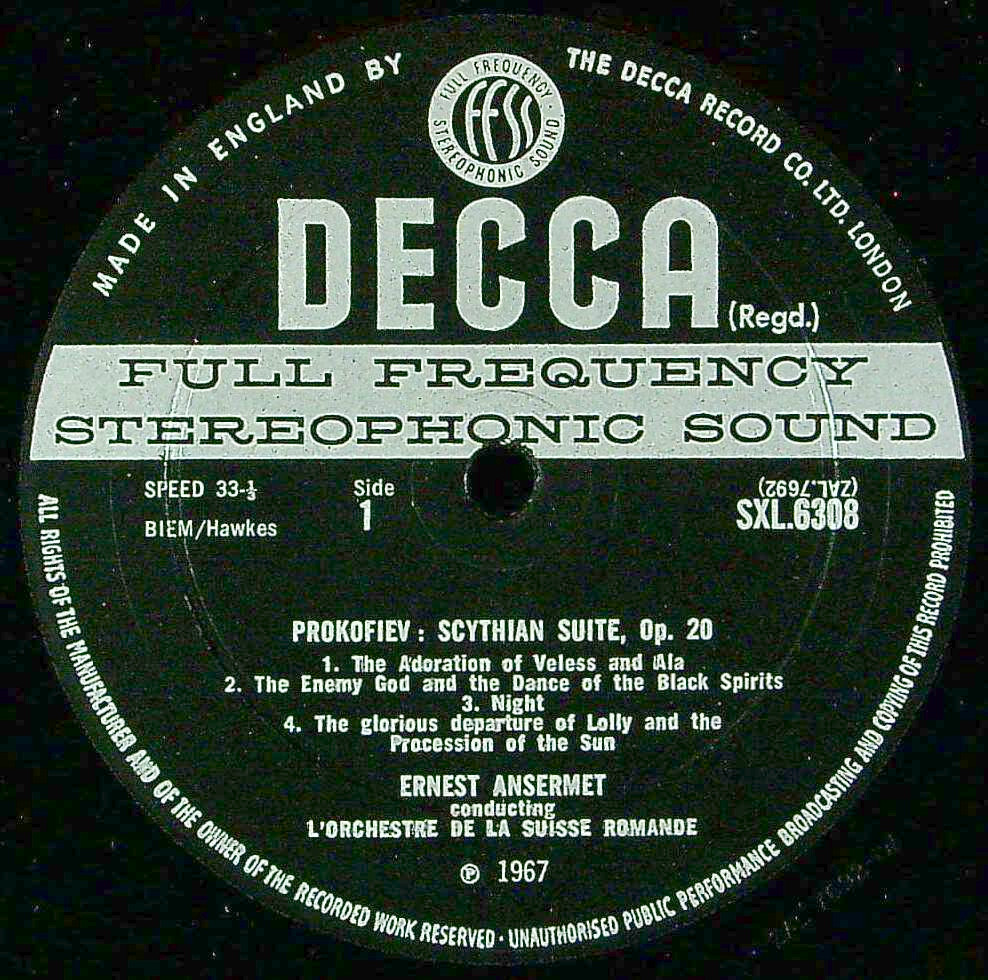 MADE IN ENGLAND BY
THE DECCA RECORD CO. LTD. LONDON
FULL FREQUENCY · STEREOPHONIC SOUND ·
FFSS
DECCA (Regd.)
FULL FREQUENCY
STEREOPHONIC SOUND
SPEED 33-⅓
Side
1
(ZAL.7692)
BIEM/Hawkes
SXL.6308
PROKOFIEV : SCYTHIAN SUITE, Op. 20
1. The Adoration of Veless and Ala
2. The Enemy God and the Dance of the Black Spirits
3. Night
4. The glorious departure of Lolly and the
Procession of the Sun
ERNEST ANSERMET
conducting
L'ORCHESTRE DE LA SUISSE ROMANDE
℗ 1967
ALL RIGHTS OF THE MANUFACTURER AND OF THE OWNER OF THE RECORDED WORK RESERVED · UNAUTHORISED PUBLIC PERFORMANCE BROADCASTING AND COPYING OF THIS RECORD PROHIBITED